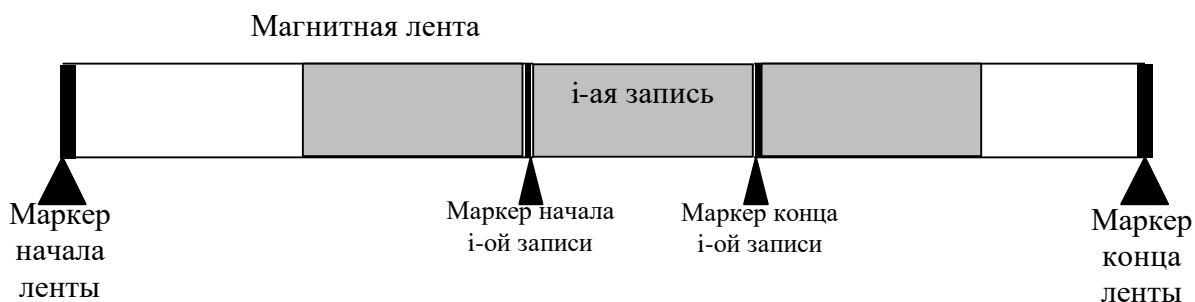 Магнитная лента
i-ая запись
Маркер
начала
ленты
Маркер начала
i-ой записи
Маркер конца
i-ой записи
Маркер
конца
ленты